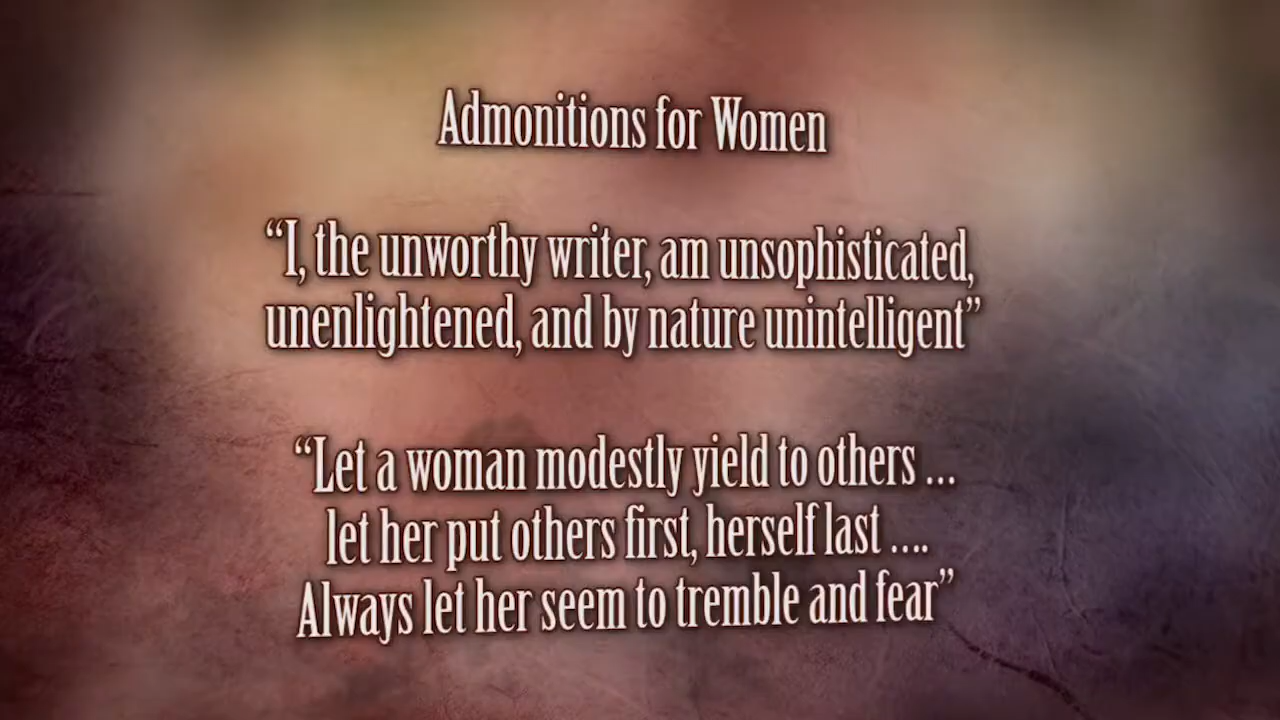 Admonitions for Women
“I, the unworthy writer, am unsophisticated,
unenlightened, and by nature unintelligent”
“Let a woman modestly yield to others ...
let her put others first, herself last ....
Always let her seem to tremble and fear”